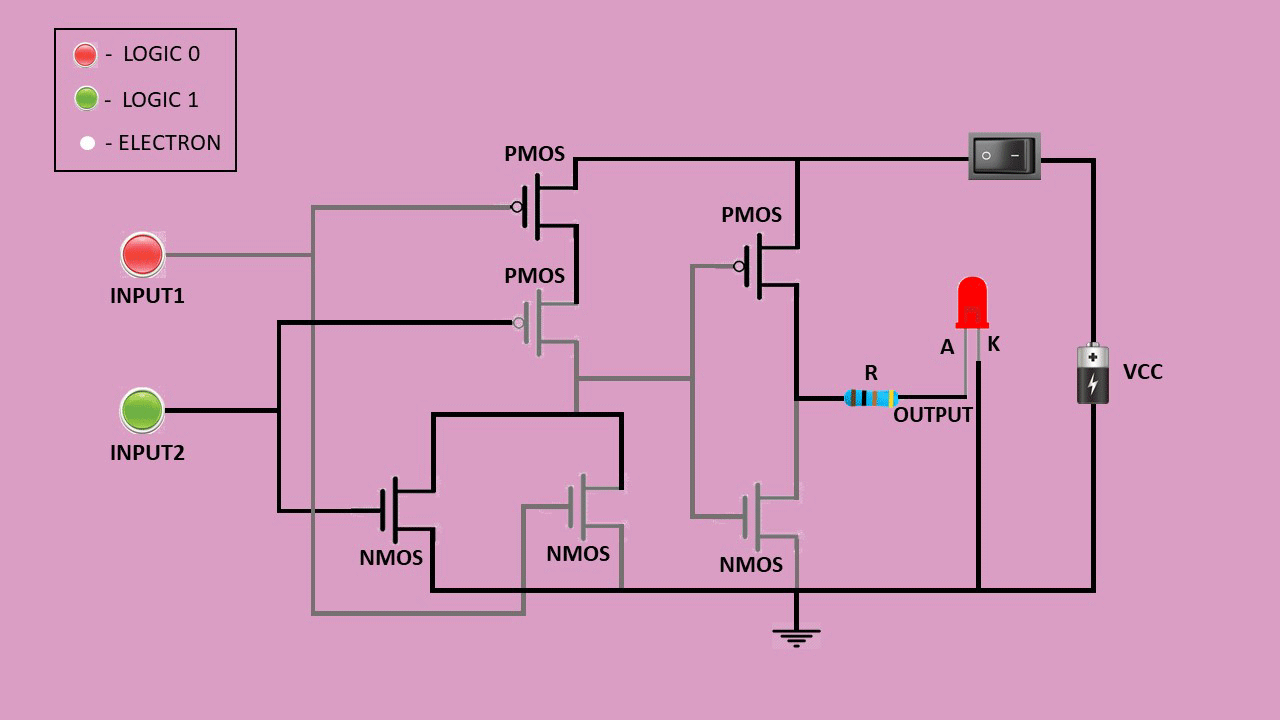 - LOGIC 0
- LOGIC 1
- ELECTRON
PMOS
PMOS
PMOS
INPUT1
A
K
VCC
R
OUTPUT
INPUT2
NMOS
NMOS
NMOS